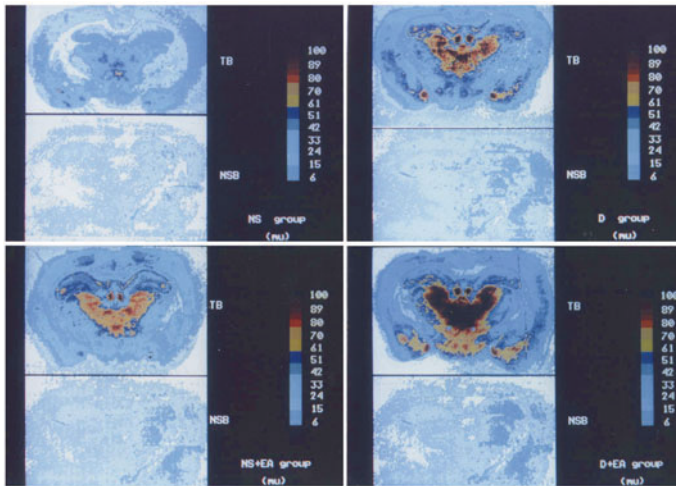 TB
100
89
80
70
61
51
42
33
24
15
6
NSB
NS group
(mu)
TB
100
89
80
70
61
51
42
33
24
15
6
NSB
D group
(mu)
TB
100
89
80
70
61
51
42
33
24
15
6
NSB
NS+EA group
(mu)
TB
100
89
80
70
61
51
42
33
24
15
6
NSB
D+EA group
(mu)